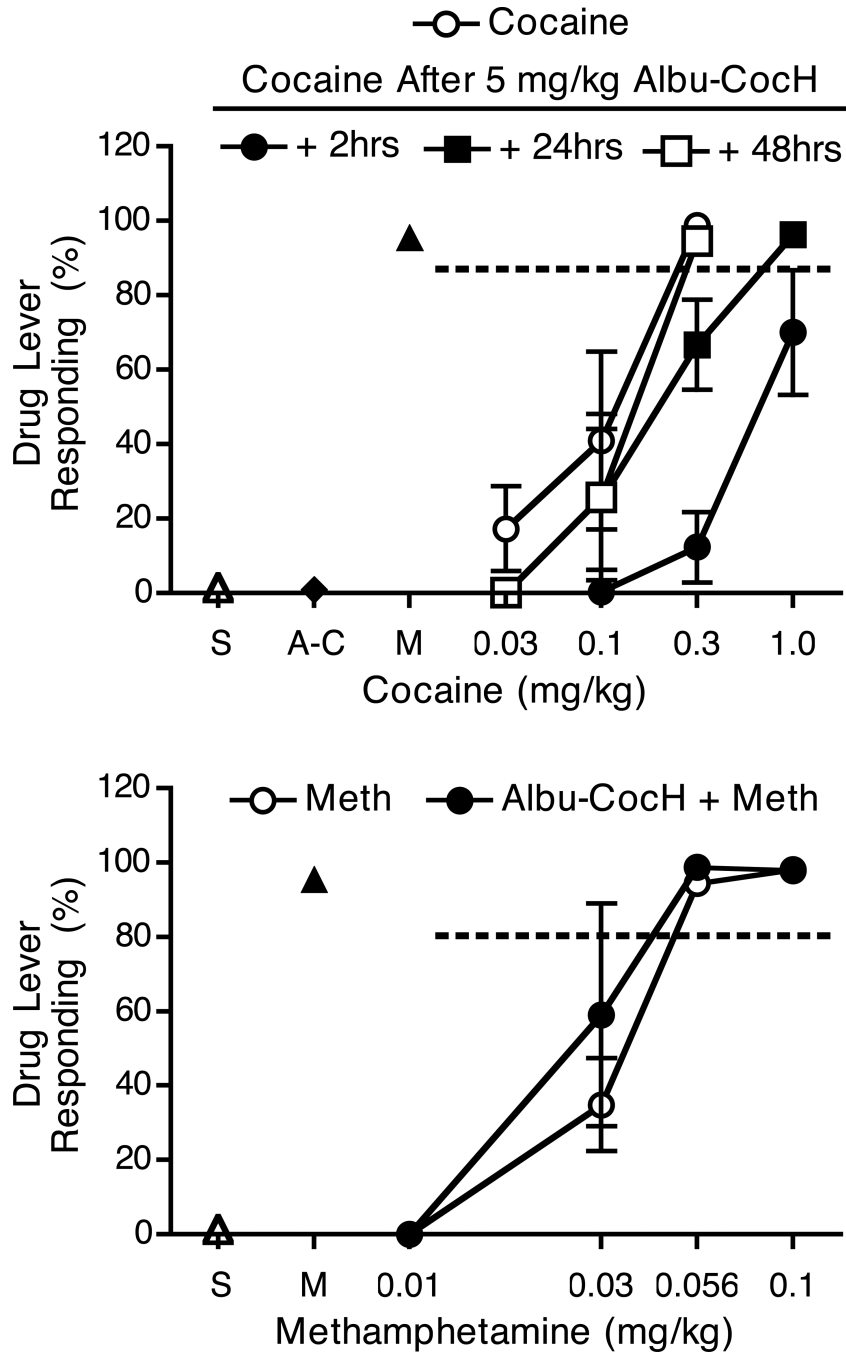 Cocaine
Cocaine After 5 mg/kg Albu-CocH
+ 2hrs + 24hrs + 48hrs
120
100
80
60
40
20
0
Drug Lever
Responding (%)
S A-C M 0.03 0.1 0.3 1.0
Cocaine (mg/kg)
Meth Albu-CocH + Meth
120
100
80
60
40
20
0
Drug Lever
Responding (%)
S M 0.01 0.03 0.056 0.1
Methamphetamine (mg/kg)